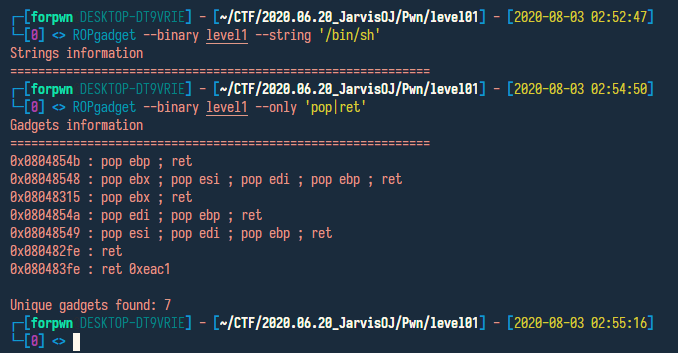 ┌─[forpwn DESKTOP-DT9VRIE] - [~/CTF/2020.06.20_JarvisOJ/Pwn/level01] - [2020-08-03 02:52:47]
└─[0] <> ROPgadget --binary level1 --string '/bin/sh'
Strings information
============================================================
┌─[forpwn DESKTOP-DT9VRIE] - [~/CTF/2020.06.20_JarvisOJ/Pwn/level01] - [2020-08-03 02:54:50]
└─[0] <> ROPgadget --binary level1 --only 'pop|ret'
Gadgets information
============================================================
0x0804854b : pop ebp ; ret
0x08048548 : pop ebx ; pop esi ; pop edi ; pop ebp ; ret
0x08048315 : pop ebx ; ret
0x0804854a : pop edi ; pop ebp ; ret
0x08048549 : pop esi ; pop edi ; pop ebp ; ret
0x080482fe : ret
0x080483fe : ret 0xeac1

Unique gadgets found: 7
┌─[forpwn DESKTOP-DT9VRIE] - [~/CTF/2020.06.20_JarvisOJ/Pwn/level01] - [2020-08-03 02:55:16]
└─[0] <>